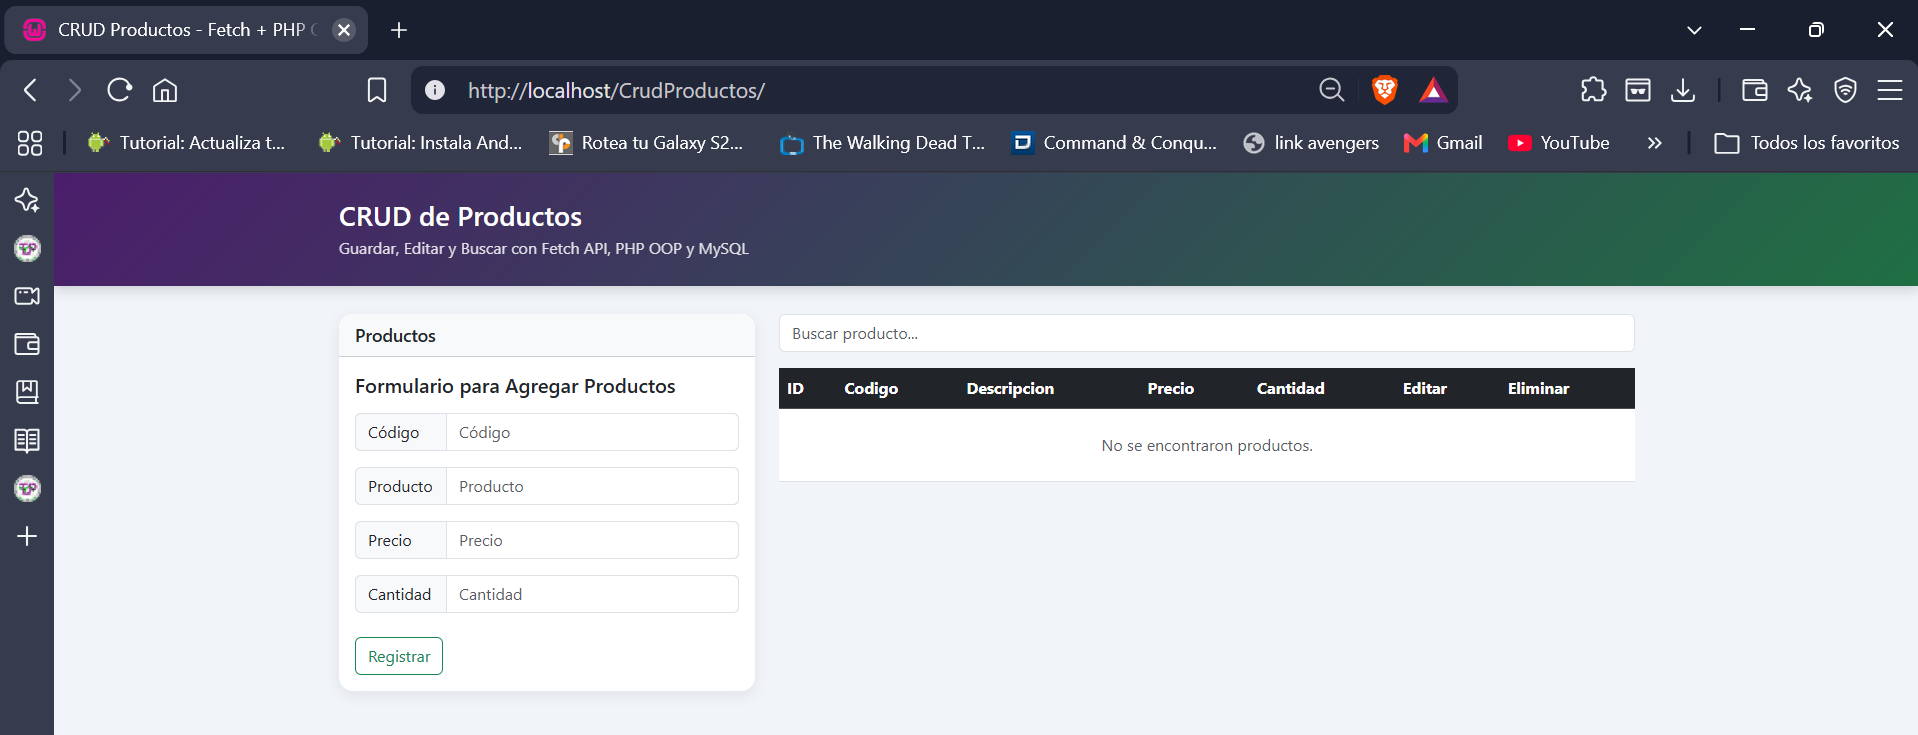 CRUD Productos - Fetch + PHP
http://localhost/CrudProductos/
Tutorial: Actualiza t...
Tutorial: Instala And...
Rotea tu Galaxy S2...
The Walking Dead T...
Command & Conqu...
link avengers
Gmail
YouTube
Todos los favoritos
CRUD de Productos
Guardar, Editar y Buscar con Fetch API, PHP OOP y MySQL
Productos
Formulario para Agregar Productos
Código Código
Producto Producto
Precio Precio
Cantidad Cantidad
Registrar
Buscar producto...
ID Codigo Descripcion Precio Cantidad Editar Eliminar
No se encontraron productos.